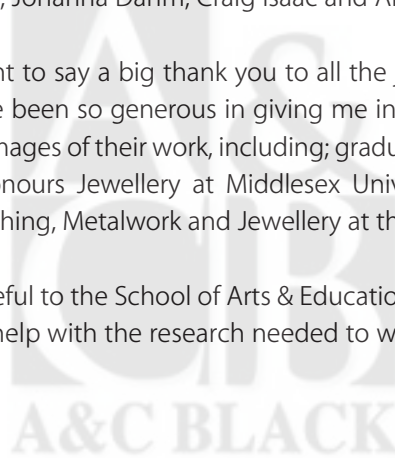 , Johanna Dahm, Craig Isaac and
nt to say a big thank you to all the
e been so generous in giving me in
mages of their work, including; gradu
onours Jewellery at Middlesex Univ
hing, Metalwork and Jewellery at th
eful to the School of Arts & Educatio
help with the research needed to w
A&
CB
A&C BLACK